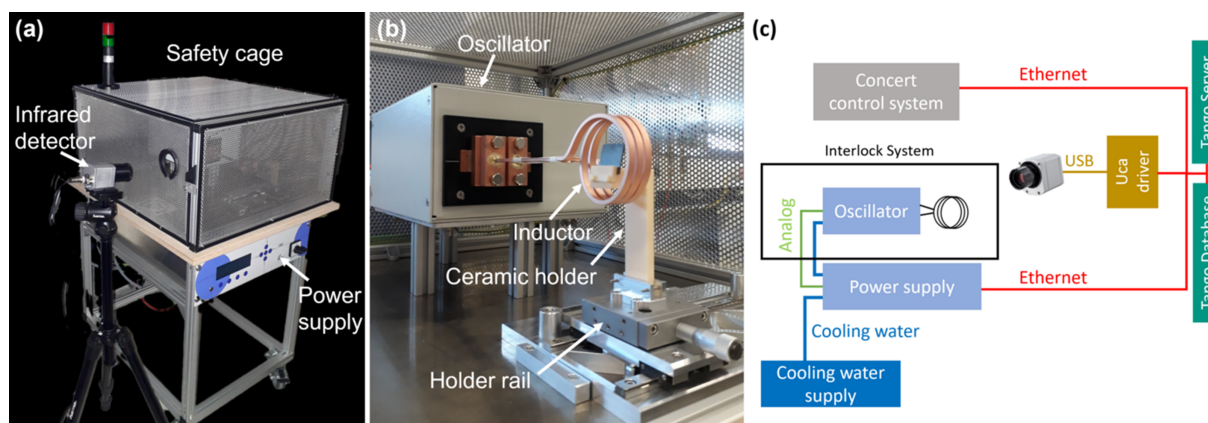 (a)
Safety cage
Infrared
detector
Power
supply
(b)
Oscillator
Inductor
Ceramic holder
Holder rail
(c)
Ethernet
Concert
control system
Tango Server
Interlock System
USB
Uca
driver
Oscillator
Analog
Tango Database
Power supply
Ethernet
Cooling water
Cooling water
supply